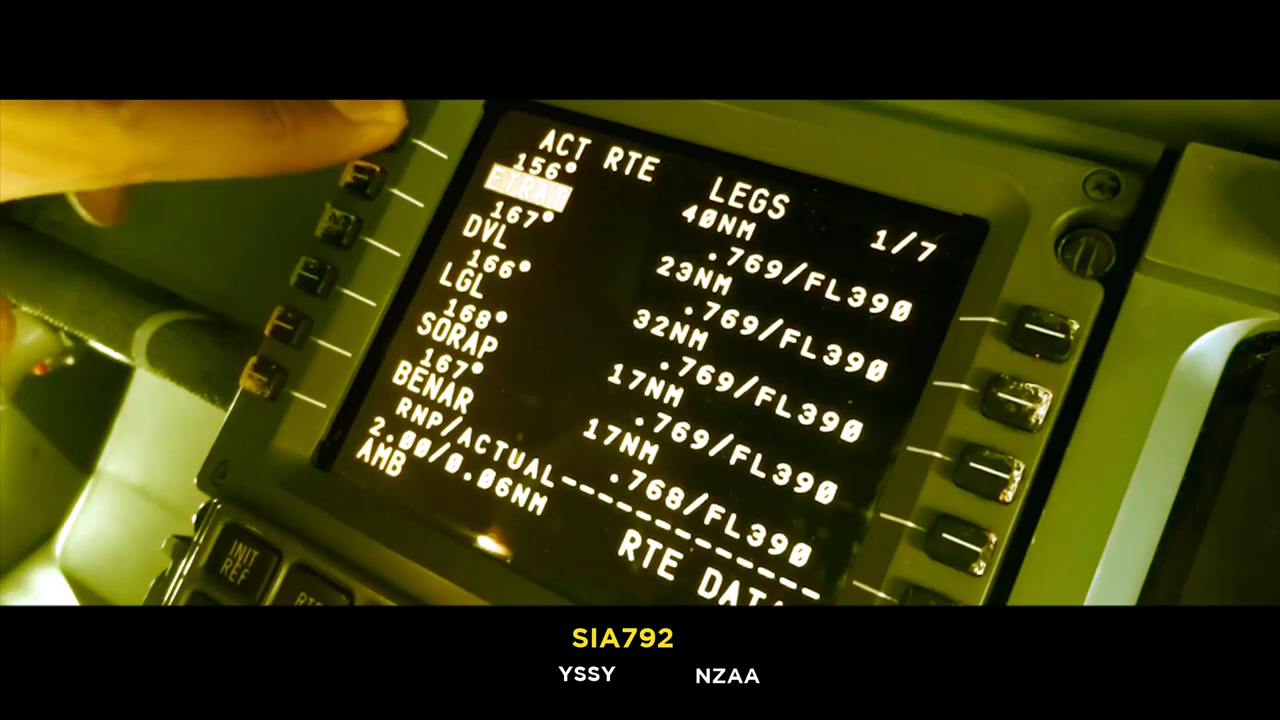 ACT RTE LEGS 1/7
156° 40NM
ETRAT .769/FL390
167° 23NM
DVL .769/FL390
166° 32NM
LGL .769/FL390
168° 17NM
SORAP .769/FL390
167° 17NM
BENAR .768/FL390
RNP/ACTUAL----------
2.00/0.06NM
AMB RTE DATA
INIT
REF
RTE
SIA792
YSSY NZAA